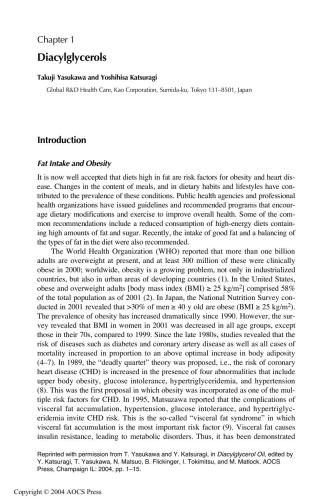 Chapter 1
Diacylglycerols
Takuji Yasukawa and Yoshihisa Katsuragi
Global R&D Health Care, Kao Corporation, Sumida-ku, Tokyo 131–8501, Japan
Introduction
Fat Intake and Obesity
It is now well accepted that diets high in fat are risk factors for obesity and heart dis-
ease. Changes in the content of meals, and in dietary habits and lifestyles have con-
tributed to the prevalence of these conditions. Public health agencies and professional
health organizations have issued guidelines and recommended programs that encour-
age dietary modifications and exercise to improve overall health. Some of the com-
mon recommendations include a reduced consumption of high-energy diets contain-
ing high amounts of fat and sugar. Recently, the intake of good fat and a balancing of
the types of fat in the diet were also recommended.
The World Health Organization (WHO) reported that more than one billion
adults are overweight at present, and at least 300 million of these were clinically
obese in 2000; worldwide, obesity is a growing problem, not only in industrialized
countries, but also in urban areas of developing countries (1). In the United States,
obese and overweight adults [body mass index (BMI) ≥ 25 kg/m²] comprised 58%
of the total population as of 2001 (2). In Japan, the National Nutrition Survey con-
ducted in 2001 revealed that >30% of men ≥ 40 y old are obese (BMI ≥ 25 kg/m²).
The prevalence of obesity has increased dramatically since 1990. However, the sur-
vey revealed that BMI in women in 2001 was decreased in all age groups, except
those in their 70s, compared to 1999. Since the late 1980s, studies revealed that the
risk of diseases such as diabetes and coronary artery disease as well as all cases of
mortality increased in proportion to an above optimal increase in body adiposity
(4–7). In 1989, the “deadly quartet” theory was proposed, i.e., the risk of coronary
heart disease (CHD) is increased in the presence of four abnormalities that include
upper body obesity, glucose intolerance, hypertriglyceridemia, and hypertension
(8). This was the first proposal in which obesity was incorporated as one of the mul-
tiple risk factors for CHD. In 1995, Matsuzawa reported that the complications of
visceral fat accumulation, hypertension, glucose intolerance, and hypertriglyc-
eridemia invite CHD risk. This is the so-called “visceral fat syndrome” in which
visceral fat accumulation is the most important risk factor (9). Visceral fat causes
insulin resistance, leading to metabolic disorders. Thus, it has been demonstrated
Reprinted with permission from T. Yasukawa and Y. Katsuragi, in Diacylglycerol Oil, edited by
Y. Katsuragi, T. Yasukawa, N. Matsuo, B. Flickinger, I. Tokimitsu, and M. Matlock. AOCS
Press, Champaign IL: 2004, pp. 1–15.
Copyright © 2004 AOCS Press